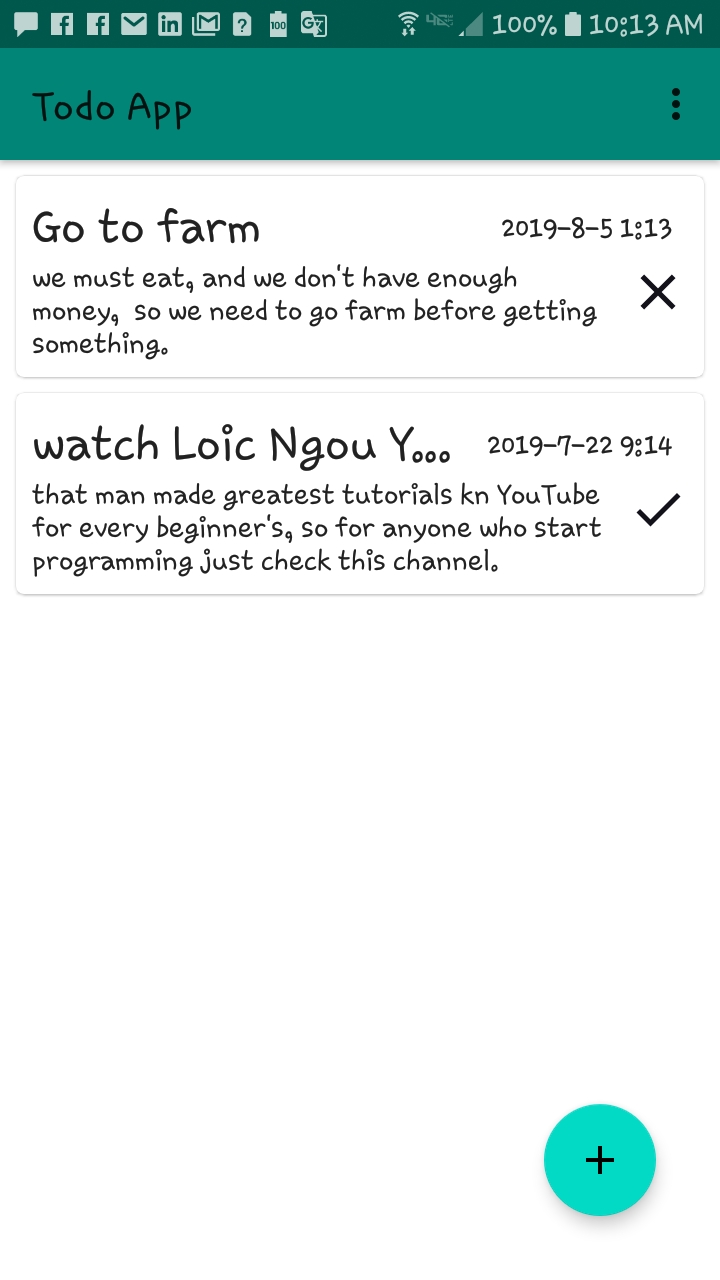 100% 10:13 AM
Todo App
Go to farm 2019-8-5 1:13
we must eat, and we don't have enough
money, so we need to go farm before getting
something.
watch Loic Ngou Y... 2019-7-22 9:14
that man made greatest tutorials kn YouTube
for every beginner's, so for anyone who start
programming just check this channel.